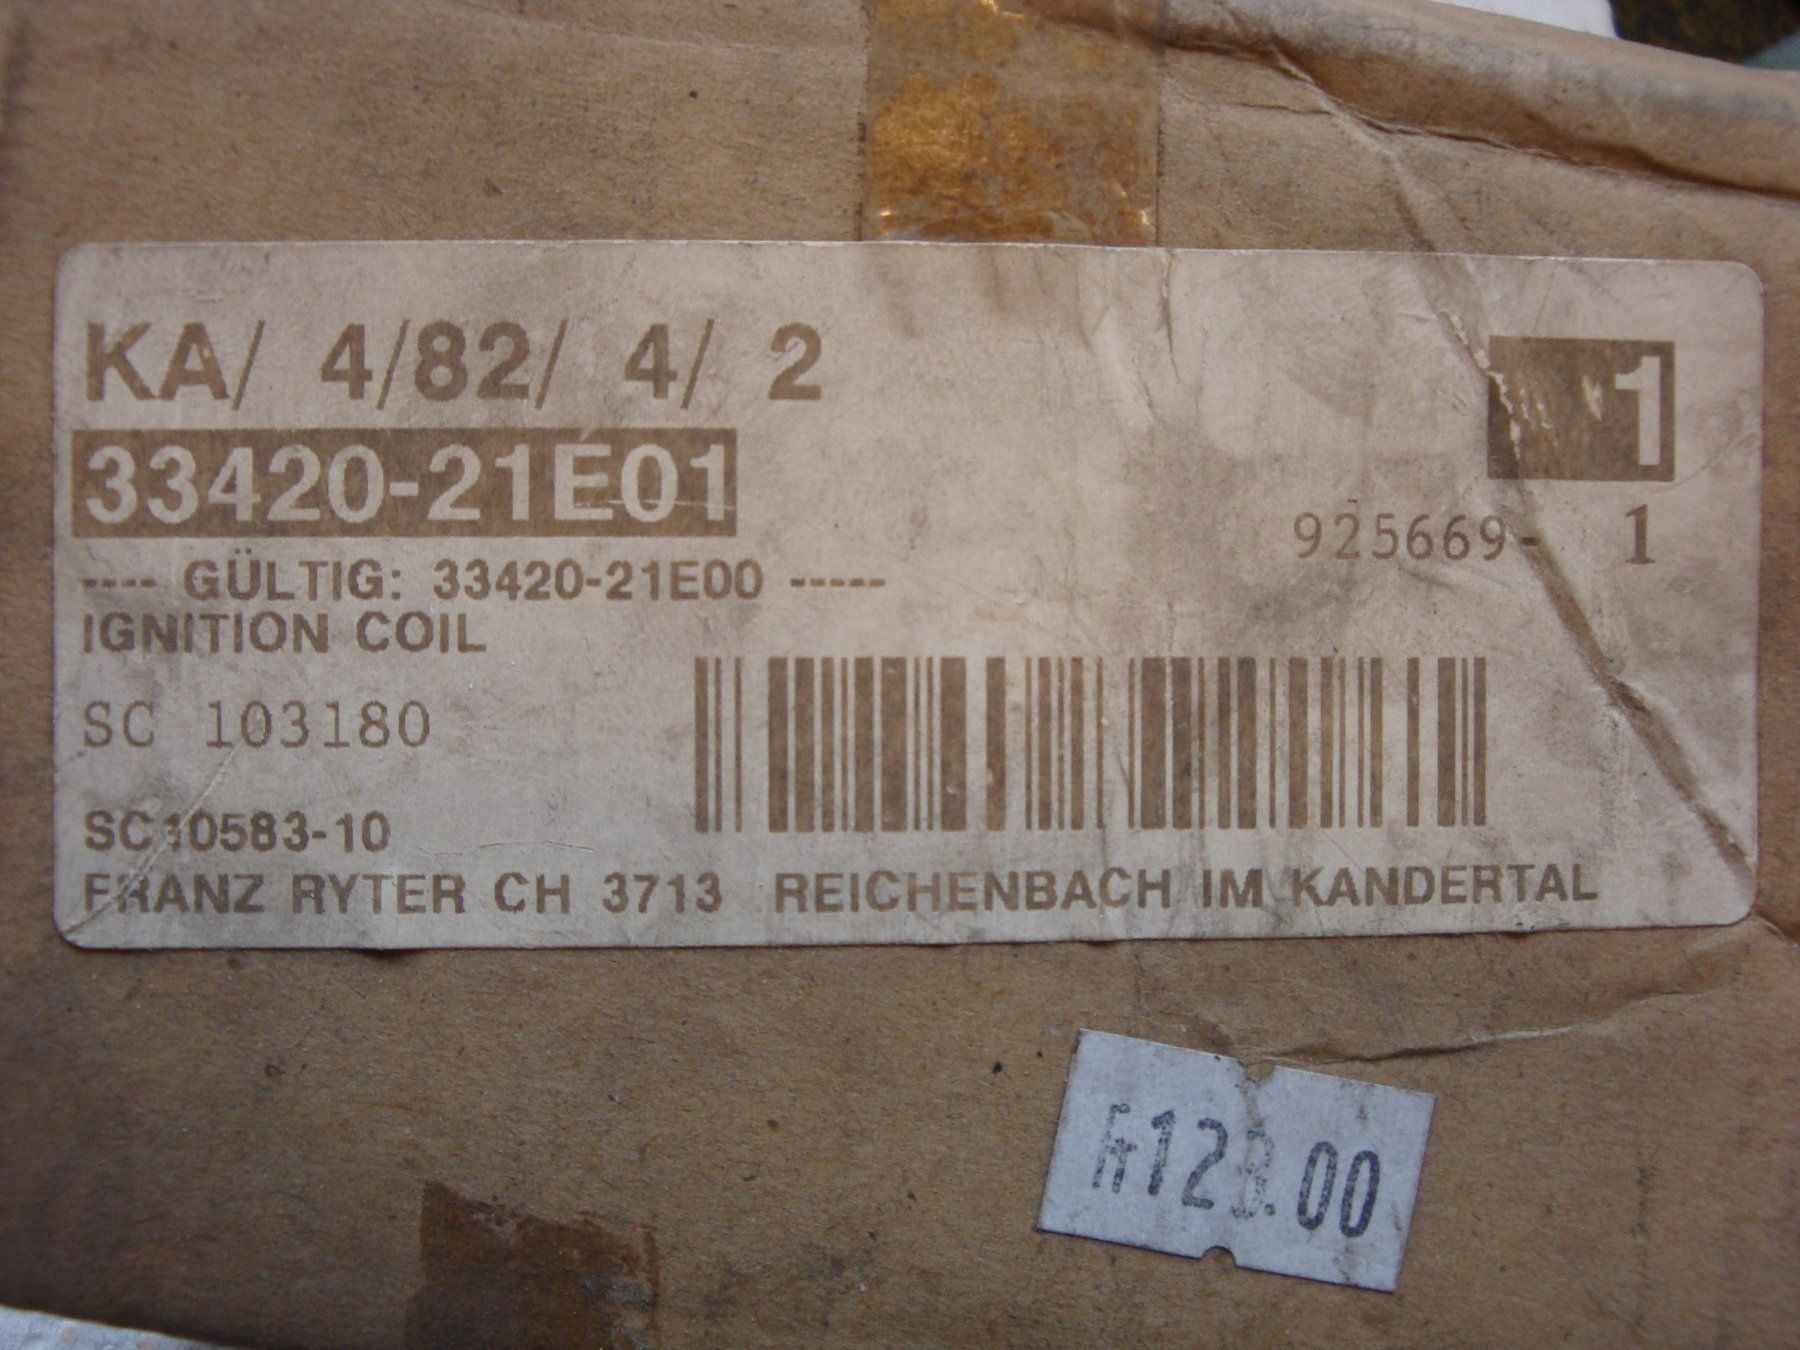 KA/ 4/82/ 4/ 2
1
33420-21E01
925669- 1
---- GÜLTIG: 33420-21E00 -----
IGNITION COIL
SC 103180
SC10583-10
FRANZ RYTER CH 3713 REICHENBACH IM KANDERTAL